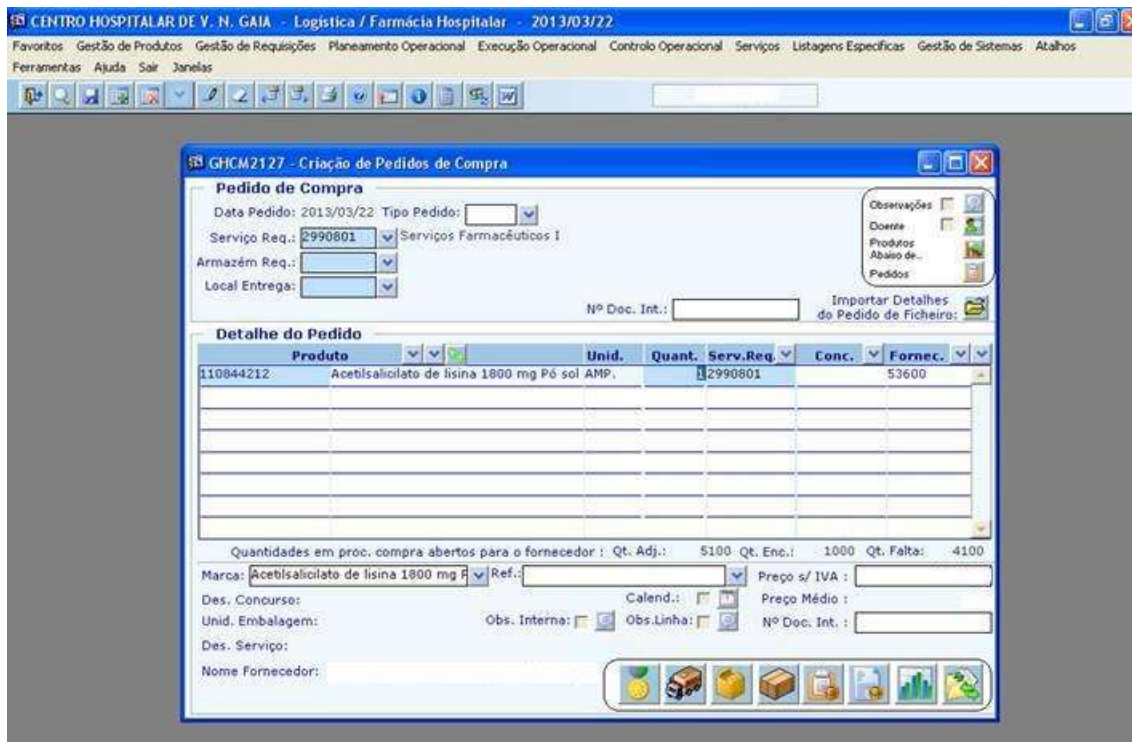 CENTRO HOSPITALAR DE V. N. GAIA - Logística / Farmácia Hospitalar - 2013/03/22
Favoritos Gestão de Produtos Gestão de Requisições Planeamento Operacional Execução Operacional Controlo Operacional Serviços Listagens Específicas Gestão de Sistemas Atalhos
Ferramentas Ajuda Sair Janelas
GHCM2127 - Criação de Pedidos de Compra
Pedido de Compra
Data Pedido: 2013/03/22 Tipo Pedido:
Serviço Req.: 2990801 Serviços Farmacêuticos I
Armazém Req.:
Local Entrega:
Observações
Doente
Produtos
Abaixo de..
Pedidos
Nº Doc. Int.:
Importar Detalhes
do Pedido de Ficheiro:
Detalhe do Pedido
Produto Unid. Quant. Serv.Req. Conc. Fornec.
110844212 Acetilsalicilato de lisina 1800 mg Pó sol AMP. 1 2990801 53600
Quantidades em proc. compra abertos para o fornecedor : Qt. Adj.: 5100 Qt. Enc.: 1000 Qt. Falta: 4100
Marca: Acetilsalicilato de lisina 1800 mg P Ref.: Preço s/ IVA :
Des. Concurso: Calend.: Preço Médio :
Unid. Embalagem: Obs. Interna: Obs.Linha: Nº Doc. Int. :
Des. Serviço:
Nome Fornecedor: